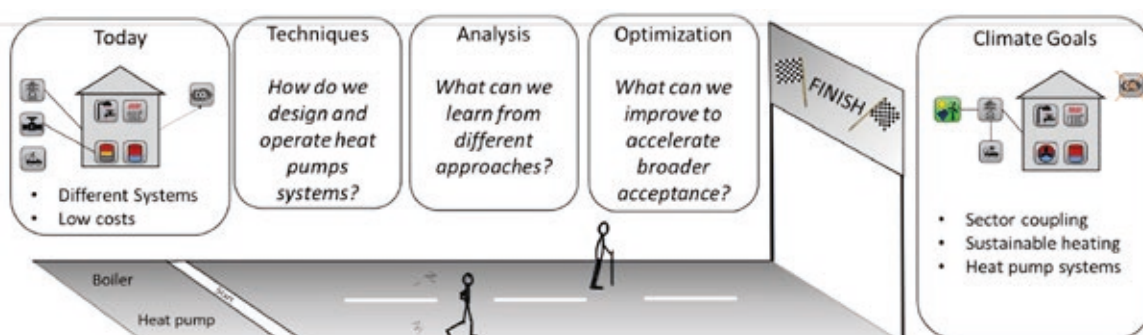 Today
• Different Systems
• Low costs
Techniques
How do we
design and
operate heat
pumps
systems?
Analysis
What can we
learn from
different
approaches?
Optimization
What can we
improve to
accelerate
broader
acceptance?
FINISH
Climate Goals
• Sector coupling
• Sustainable heating
• Heat pump systems
Boiler
Start
Heat pump